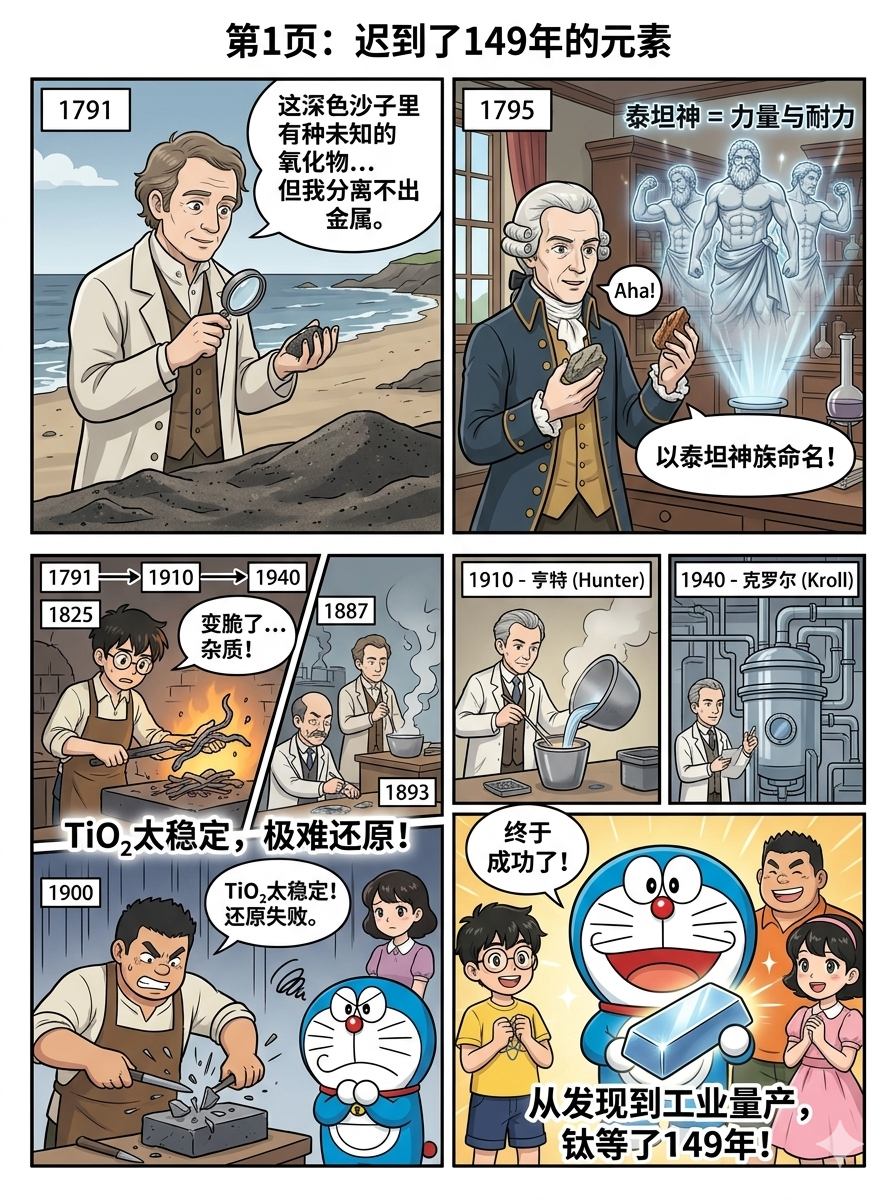 第1页：迟到了149年的元素
1791
这深色沙子里
有种未知的
氧化物…
但我分离不出
金属。
1795
泰坦神 = 力量与耐力
Aha!
以泰坦神族命名！
1791 → 1910 → 1940
1825
变脆了…
杂质！
1887
1893
TiO₂太稳定，极难还原！
1900
TiO₂太稳定！
还原失败。
1910 - 亨特 (Hunter)
1940 - 克罗尔 (Kroll)
终于
成功了！
从发现到工业量产，
钛等了149年！